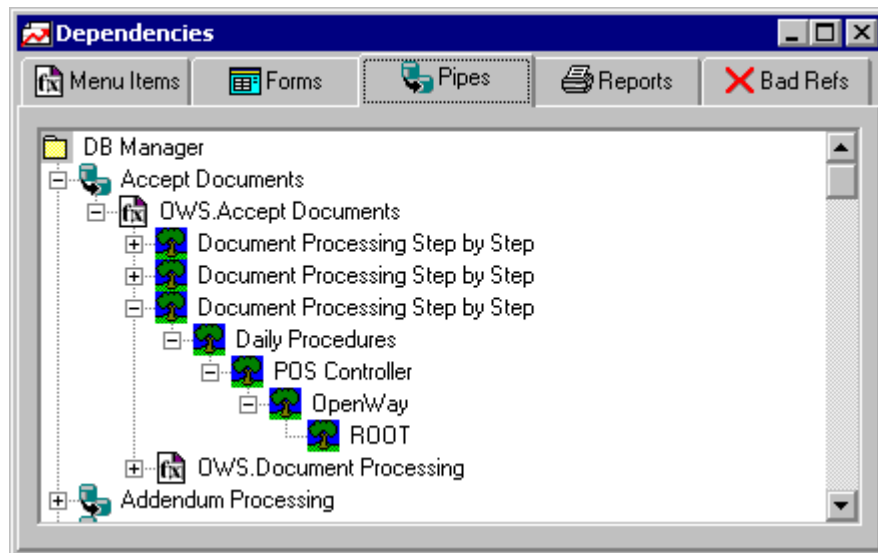 Dependencies
Menu Items Forms Pipes Reports Bad Refs
DB Manager
Accept Documents
OWS.Accept Documents
Document Processing Step by Step
Document Processing Step by Step
Document Processing Step by Step
Daily Procedures
POS Controller
OpenWay
ROOT
OWS.Document Processing
Addendum Processing